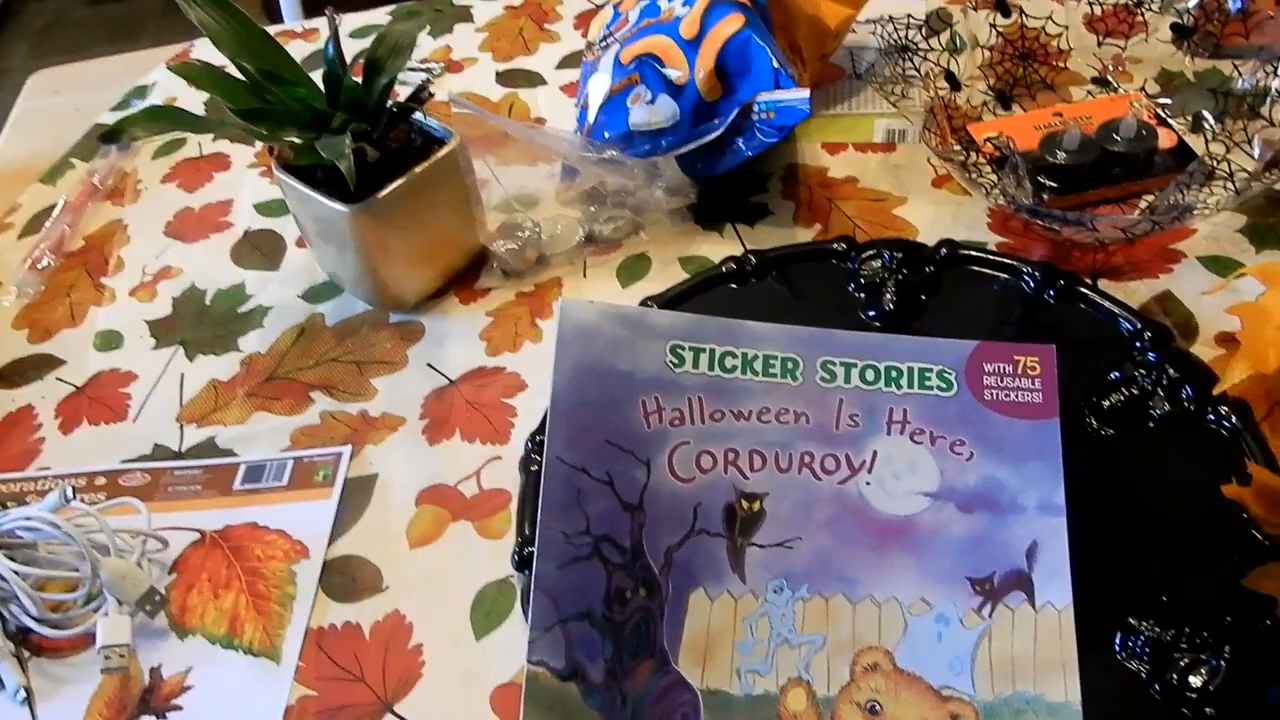 STICKER STORIES
WITH 75
REUSABLE
STICKERS!
Halloween Is Here,
CORDUROY!